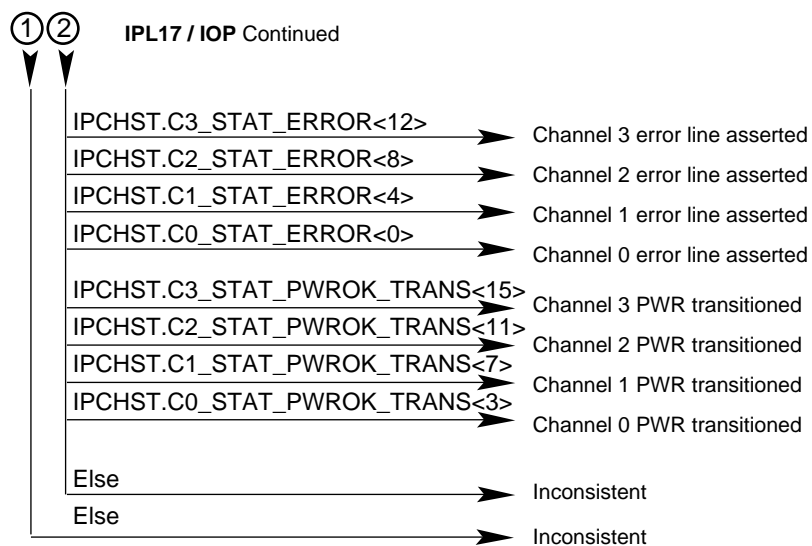 1 2 IPL17 / IOP Continued
IPCHST.C3_STAT_ERROR<12> Channel 3 error line asserted
IPCHST.C2_STAT_ERROR<8> Channel 2 error line asserted
IPCHST.C1_STAT_ERROR<4> Channel 1 error line asserted
IPCHST.C0_STAT_ERROR<0> Channel 0 error line asserted
IPCHST.C3_STAT_PWROK_TRANS<15> Channel 3 PWR transitioned
IPCHST.C2_STAT_PWROK_TRANS<11> Channel 2 PWR transitioned
IPCHST.C1_STAT_PWROK_TRANS<7> Channel 1 PWR transitioned
IPCHST.C0_STAT_PWROK_TRANS<3> Channel 0 PWR transitioned
Else Inconsistent
Else Inconsistent